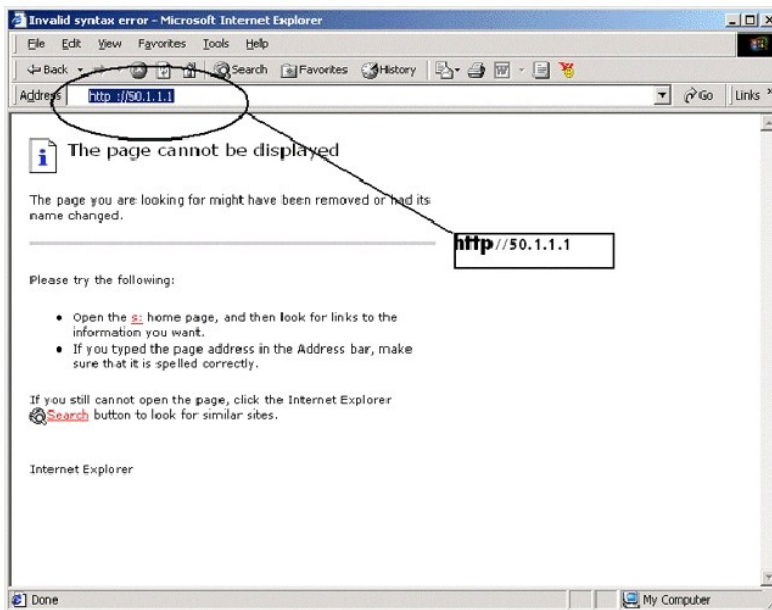 Invalid syntax error - Microsoft Internet Explorer
File Edit View Favorites Tools Help
Back Search Favorites History
Address http ://50.1.1.1 Go Links »
The page cannot be displayed
The page you are looking for might have been removed or had its
name changed.
http//50.1.1.1
Please try the following:
• Open the s: home page, and then look for links to the
information you want.
• If you typed the page address in the Address bar, make
sure that it is spelled correctly.
If you still cannot open the page, click the Internet Explorer
Search button to look for similar sites.
Internet Explorer
Done My Computer